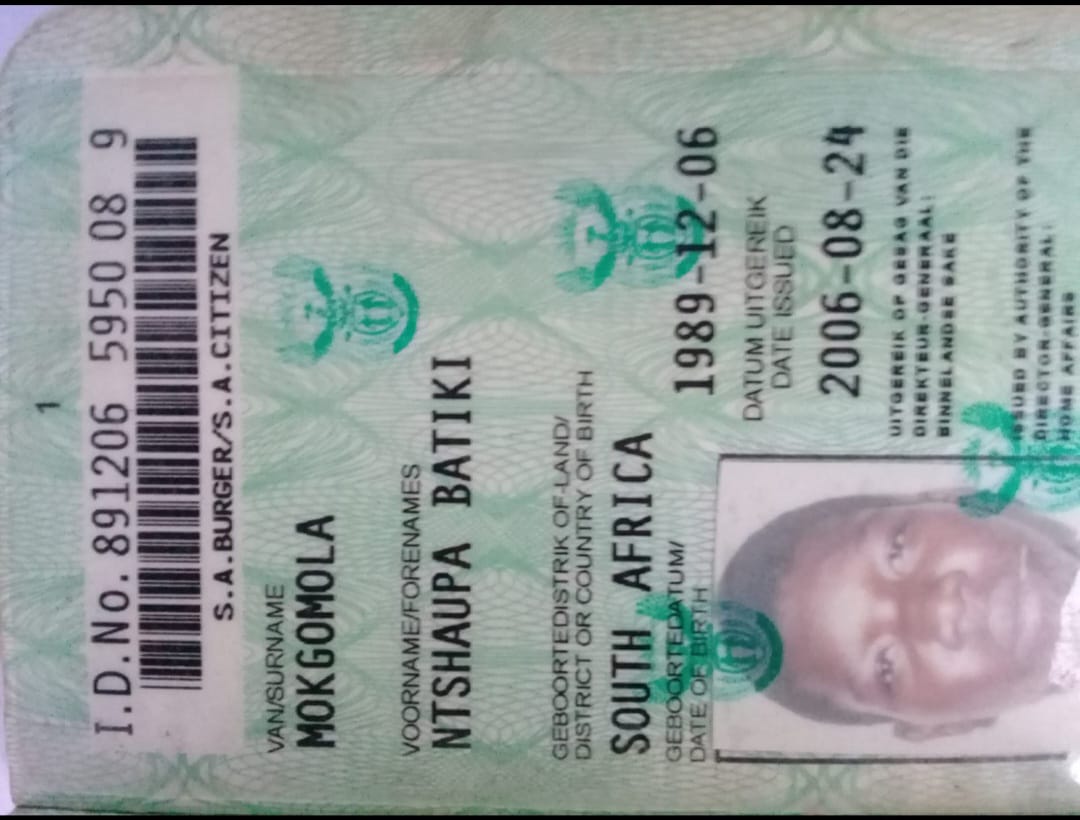 1
I.D.No. 891206 5950 08 9
S.A.BURGER/S.A.CITIZEN
VAN/SURNAME
MOKGOMOLA
VOORNAME/FORENAMES
NTSHAUPA BATIKI
GEBOORTEDISTRIK OF-LAND/
DISTRICT OR COUNTRY OF BIRTH
SOUTH AFRICA
GEBOORTEDATUM/
DATE OF BIRTH
1989-12-06
DATUM UITGEREIK
DATE ISSUED
2006-08-24
UITGEREIK OP GESAG VAN DIE
DIREKTEUR-GENERAAL:
BINNELANDSE SAKE
ISSUED BY AUTHORITY OF THE
DIRECTOR-GENERAL:
HOME AFFAIRS